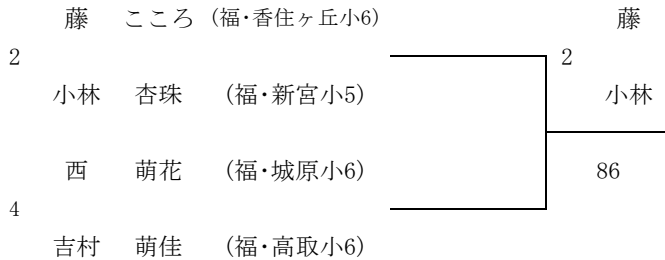 藤 こころ (福・香住ヶ丘小6) 藤
2 2
小林 杏珠 (福・新宮小5) 小林
西 萌花 (福・城原小6) 86
4
吉村 萌佳 (福・高取小6)